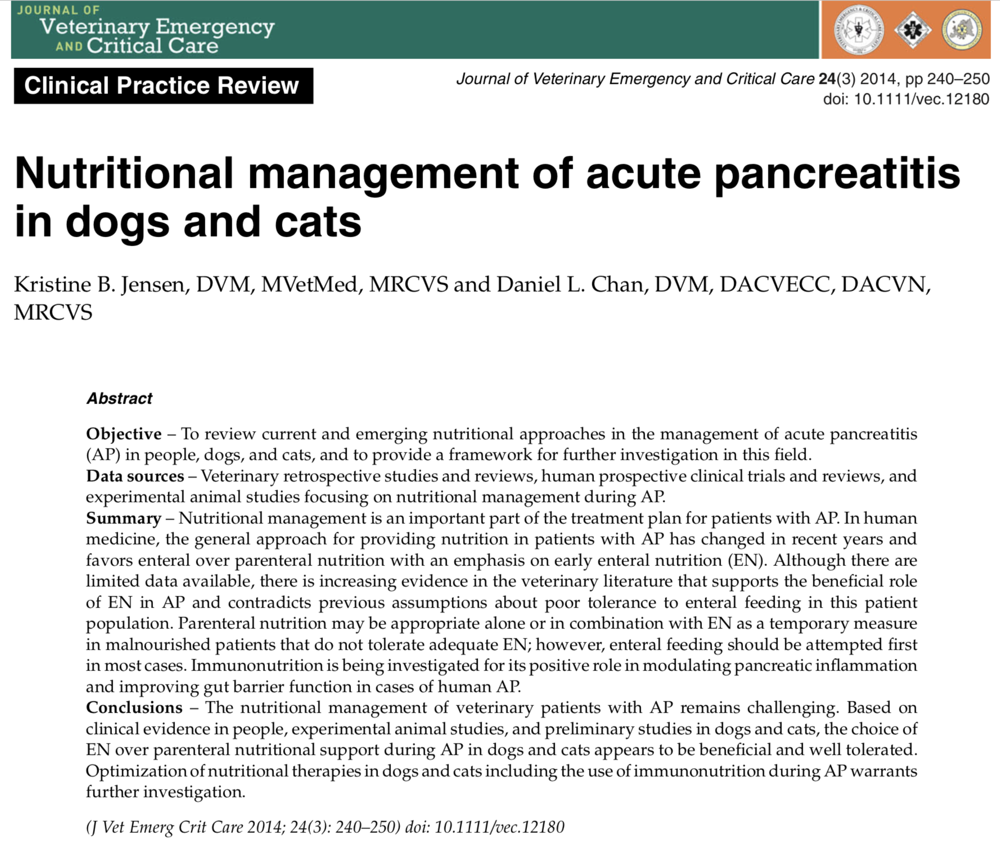 JOURNAL OF
Veterinary Emergency
AND Critical Care
Clinical Practice Review
Journal of Veterinary Emergency and Critical Care 24(3) 2014, pp 240–250
doi: 10.1111/vec.12180
Nutritional management of acute pancreatitis
in dogs and cats
Kristine B. Jensen, DVM, MVetMed, MRCVS and Daniel L. Chan, DVM, DACVECC, DACVN,
MRCVS
Abstract
Objective – To review current and emerging nutritional approaches in the management of acute pancreatitis
(AP) in people, dogs, and cats, and to provide a framework for further investigation in this field.
Data sources – Veterinary retrospective studies and reviews, human prospective clinical trials and reviews, and
experimental animal studies focusing on nutritional management during AP.
Summary – Nutritional management is an important part of the treatment plan for patients with AP. In human
medicine, the general approach for providing nutrition in patients with AP has changed in recent years and
favors enteral over parenteral nutrition with an emphasis on early enteral nutrition (EN). Although there are
limited data available, there is increasing evidence in the veterinary literature that supports the beneficial role
of EN in AP and contradicts previous assumptions about poor tolerance to enteral feeding in this patient
population. Parenteral nutrition may be appropriate alone or in combination with EN as a temporary measure
in malnourished patients that do not tolerate adequate EN; however, enteral feeding should be attempted first
in most cases. Immunonutrition is being investigated for its positive role in modulating pancreatic inflammation
and improving gut barrier function in cases of human AP.
Conclusions – The nutritional management of veterinary patients with AP remains challenging. Based on
clinical evidence in people, experimental animal studies, and preliminary studies in dogs and cats, the choice of
EN over parenteral nutritional support during AP in dogs and cats appears to be beneficial and well tolerated.
Optimization of nutritional therapies in dogs and cats including the use of immunonutrition during AP warrants
further investigation.
(J Vet Emerg Crit Care 2014; 24(3): 240–250) doi: 10.1111/vec.12180